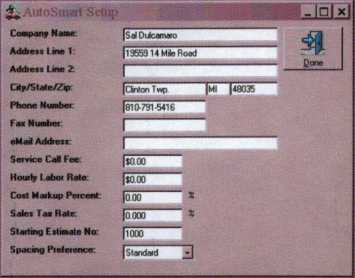 AutoSmart Setup
Company Name: Sal Dulcamaro
Address Line 1: 19559 14 Mile Road
Address Line 2:
City/State/Zip: Clinton Twp. MI 48035
Phone Number: 810-791-5416
Fax Number:
eMail Address:
Service Call Fee: $0.00
Hourly Labor Rate: $0.00
Cost Markup Percent: 0.00 %
Sales Tax Rate: 0.000 %
Starting Estimate No: 1000
Spacing Preference: Standard
Done